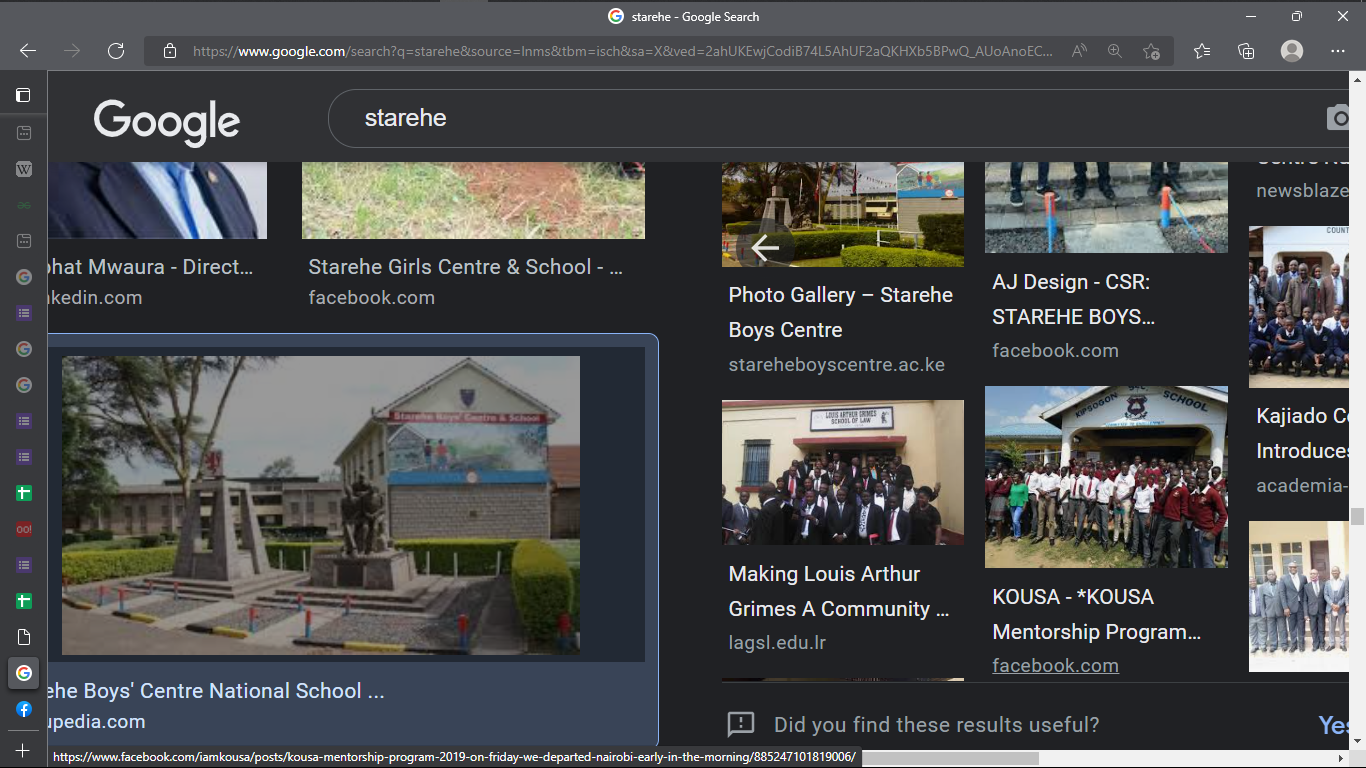 starehe - Google Search
https://www.google.com/search?q=starehe&source=lnms&tbm=isch&sa=X&ved=2ahUKEwjCodiB74L5AhUF2aQKHXb5BPwQ_AUoAnoEC...
Google
starehe
phat Mwaura - Direct...
nkedin.com
Starehe Girls Centre & School - ...
facebook.com
Starehe Boys' Centre & School
ehe Boys' Centre National School ...
upedia.com
Photo Gallery – Starehe
Boys Centre
stareheboyscentre.ac.ke
AJ Design - CSR:
STAREHE BOYS...
facebook.com
newsblaze
LOUIS ARTHUR GRIMES
SCHOOL OF LAW
Making Louis Arthur
Grimes A Community ...
lagsl.edu.lr
KIPSOGON SCHOOL
KOUSA - *KOUSA
Mentorship Program...
facebook.com
COUNT
Kajiado Co
Introduces
academia-
Did you find these results useful?
Yes
https://www.facebook.com/iamkousa/posts/kousa-mentorship-program-2019-on-friday-we-departed-nairobi-early-in-the-morning/885247101819006/